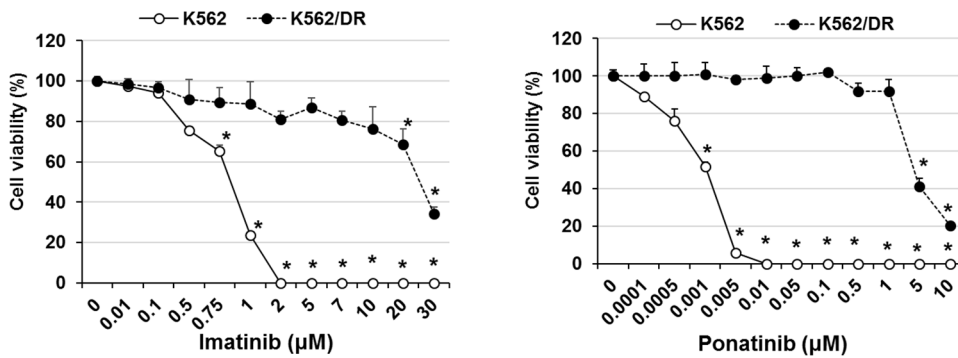 K562 K562/DR
120
100
80
60
40
20
0
Cell viability (%)
* * * * * * * * * *
0 0.01 0.1 0.5 0.75 1 2 5 7 10 20 30
Imatinib (μM)
K562 K562/DR
120
100
80
60
40
20
0
Cell viability (%)
* * * * * * * * * * *
0 0.0001 0.0005 0.001 0.005 0.01 0.05 0.1 0.5 1 5 10
Ponatinib (μM)